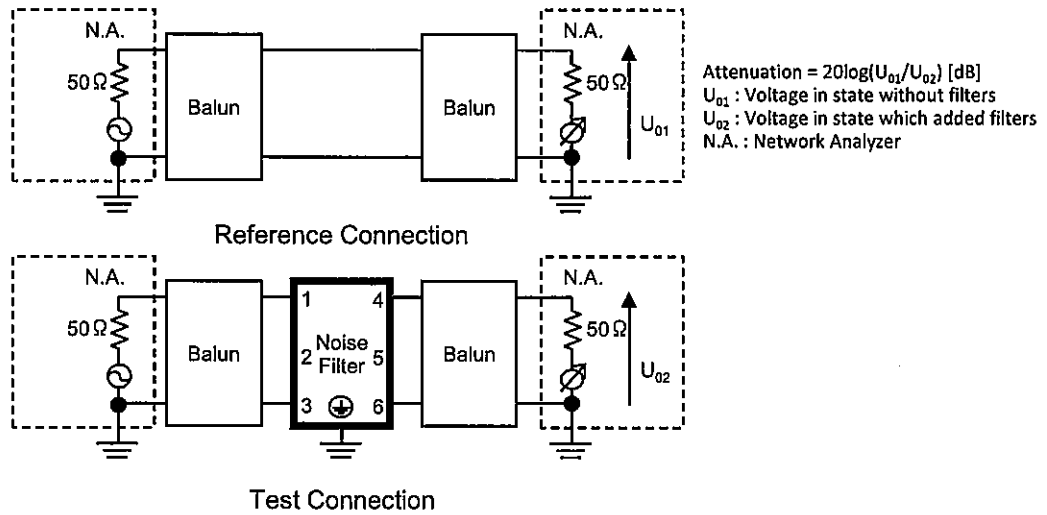 N.A.
50Ω
Balun
Balun
N.A.
50Ω
U01
Attenuation = 20log(U01/U02) [dB]
U01 : Voltage in state without filters
U02 : Voltage in state which added filters
N.A. : Network Analyzer
Reference Connection
N.A.
50Ω
Balun
1 4
2 Noise Filter 5
3 6
Balun
N.A.
50Ω
U02
Test Connection